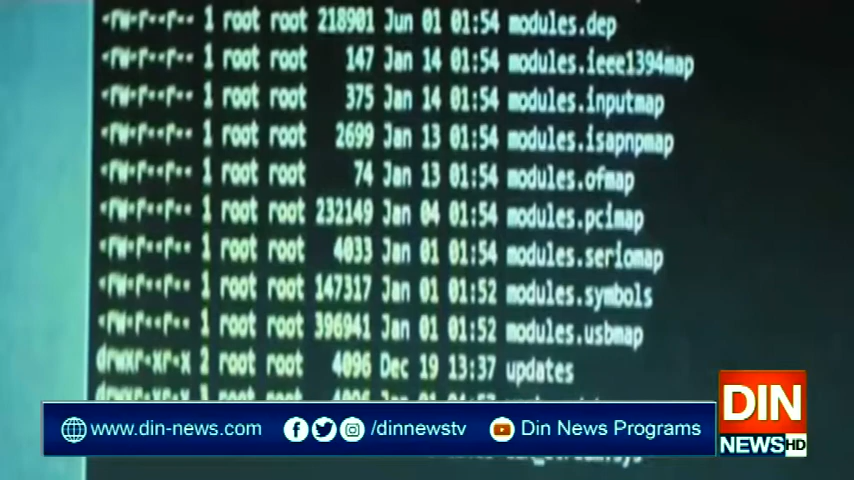 -rw-r--r-- 1 root root 218901 Jun 01 01:54 modules.dep
-rw-r--r-- 1 root root 147 Jan 14 01:54 modules.ieee1394map
-rw-r--r-- 1 root root 375 Jan 14 01:54 modules.inputmap
-rw-r--r-- 1 root root 2699 Jan 13 01:54 modules.isapnpmap
-rw-r--r-- 1 root root 74 Jan 13 01:54 modules.ofmap
-rw-r--r-- 1 root root 232149 Jan 04 01:54 modules.pcimap
-rw-r--r-- 1 root root 4033 Jan 01 01:54 modules.seriomap
-rw-r--r-- 1 root root 147317 Jan 01 01:52 modules.symbols
-rw-r--r-- 1 root root 396941 Jan 01 01:52 modules.usbmap
drwxr-xr-x 2 root root 4096 Dec 19 13:37 updates
www.din-news.com /dinnewstv Din News Programs
DIN
NEWS HD